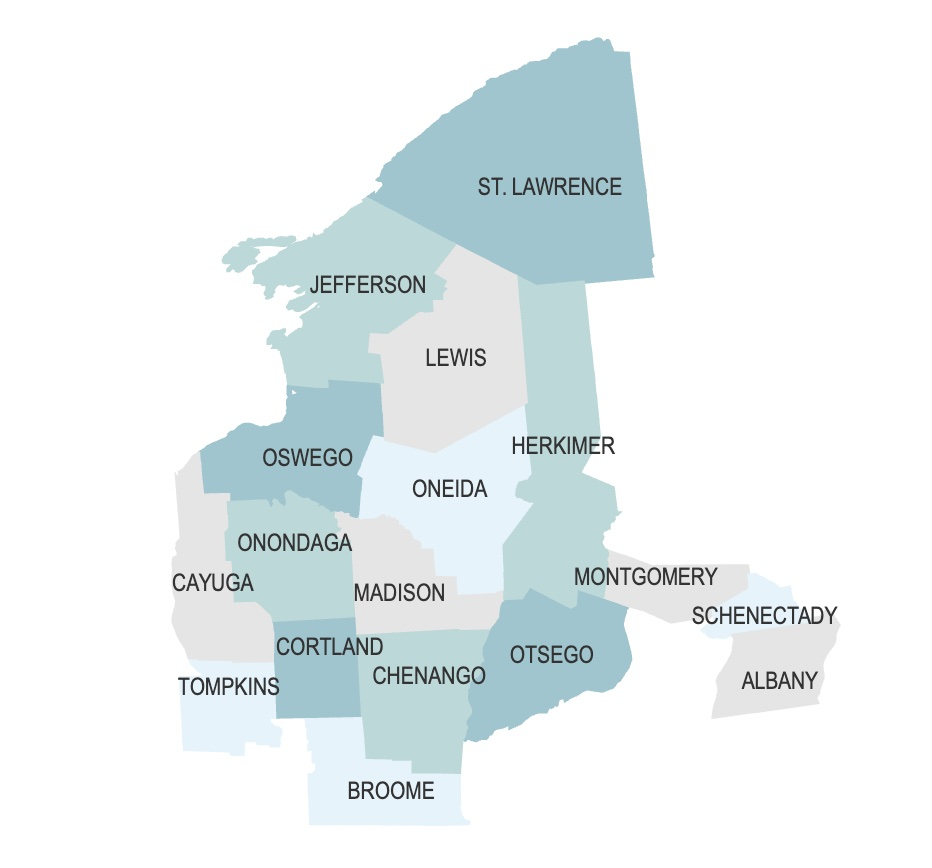 ST. LAWRENCE
JEFFERSON
LEWIS
HERKIMER
OSWEGO
ONEIDA
ONONDAGA
MONTGOMERY
CAYUGA
MADISON
SCHENECTADY
CORTLAND
OTSEGO
CHENANGO
ALBANY
TOMPKINS
BROOME